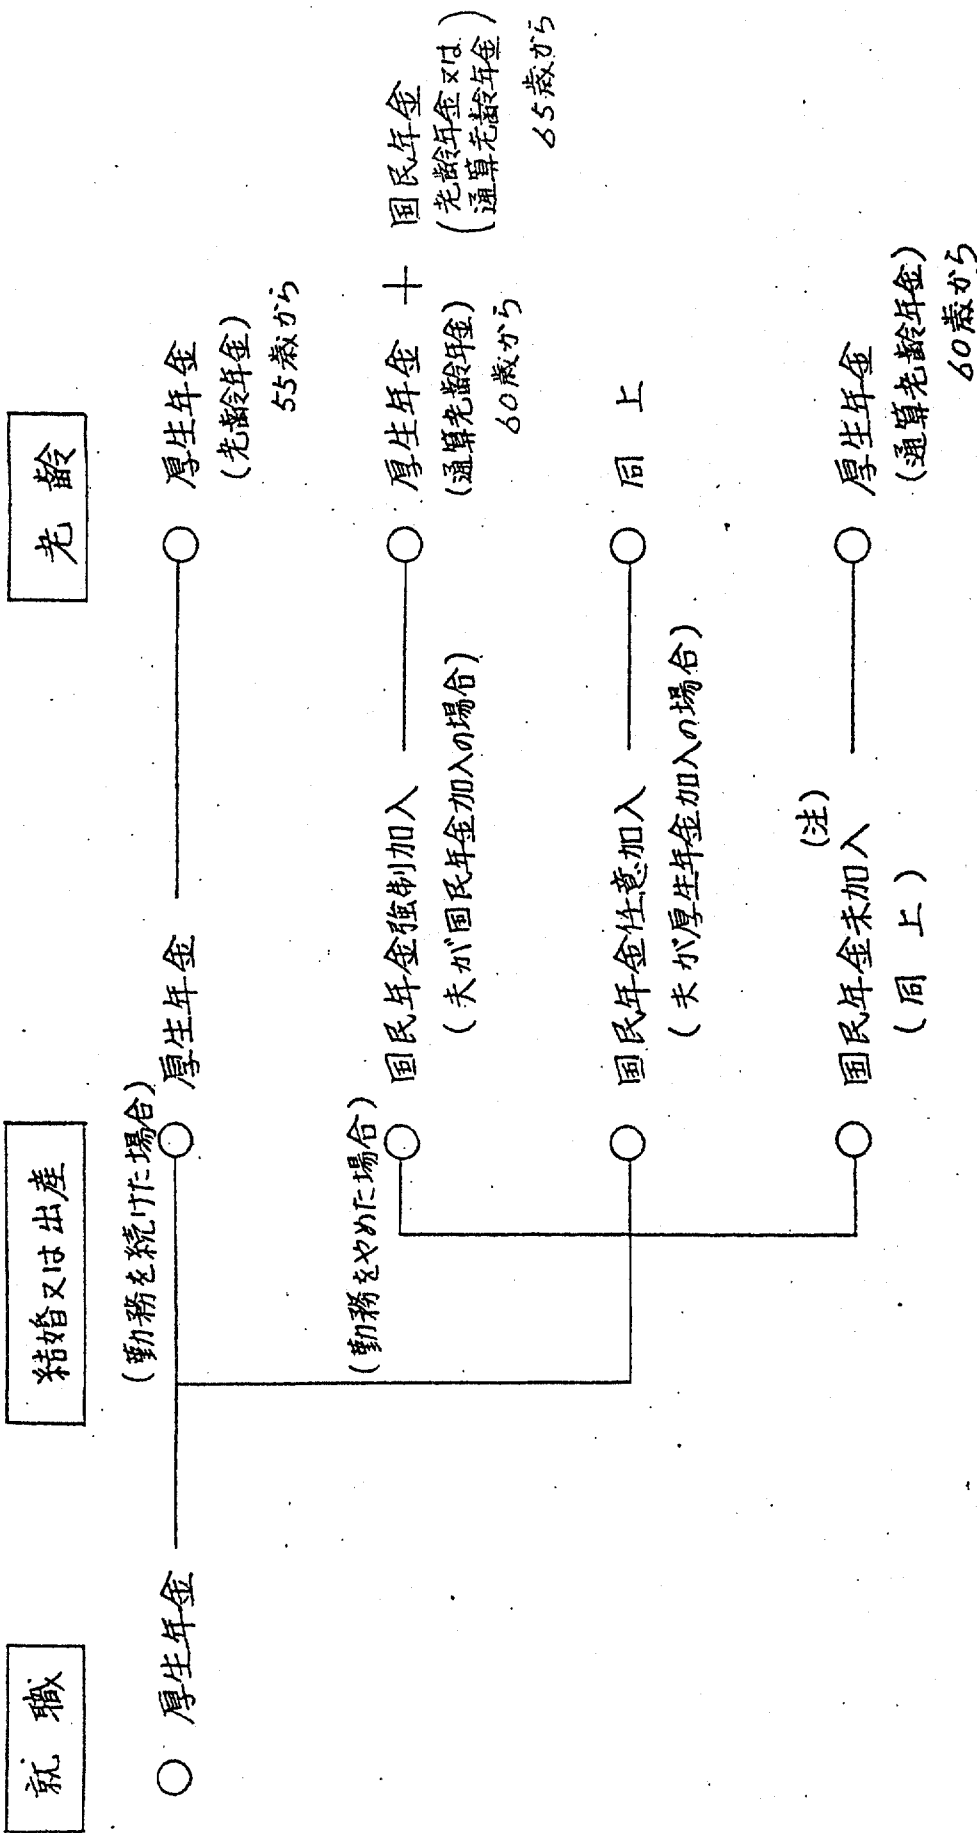 就職
結婚又は出産
老齢
(勤務を続けた場合)
○ 厚生年金
○ 厚生年金
○ 厚生年金
(老齢年金)
55歳から
(勤務をやめた場合)
○ 国民年金強制加入
(夫が国民年金加入の場合)
○ 厚生年金
(通算老齢年金)
60歳から
+
国民年金
(老齢年金又は
通算老齢年金)
65歳から
○ 国民年金任意加入
(夫が厚生年金加入の場合)
○ 同上
(注)
○ 国民年金未加入
(同上)
○ 厚生年金
(通算老齢年金)
60歳から